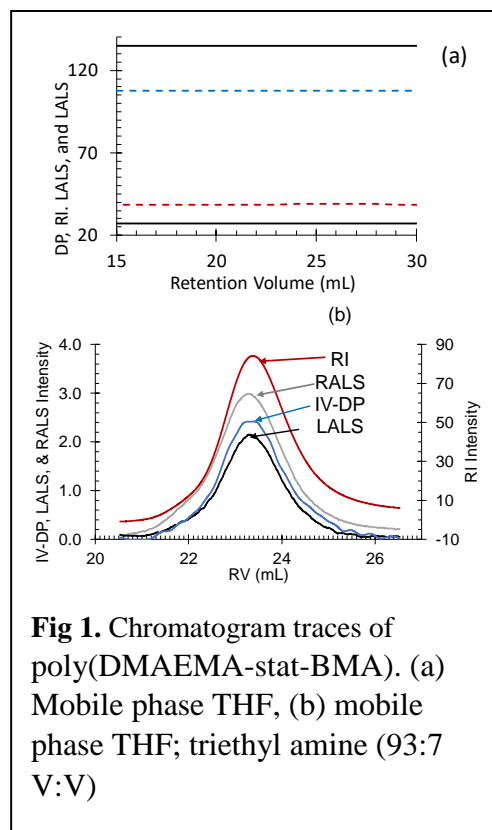 DP, RI. LALS, and LALS
120
70
20
(a)
15
20
25
30
Retention Volume (mL)
(b)
IV-DP, LALS, & RALS Intensity
4.0
3.0
2.0
1.0
0.0
RI
RALS
IV-DP
LALS
90
70
50
30
10
-10
RI Intensity
20
22
24
26
RV (mL)
Fig 1. Chromatogram traces of
poly(DMAEMA-stat-BMA). (a)
Mobile phase THF, (b) mobile
phase THF; triethyl amine (93:7
V:V)